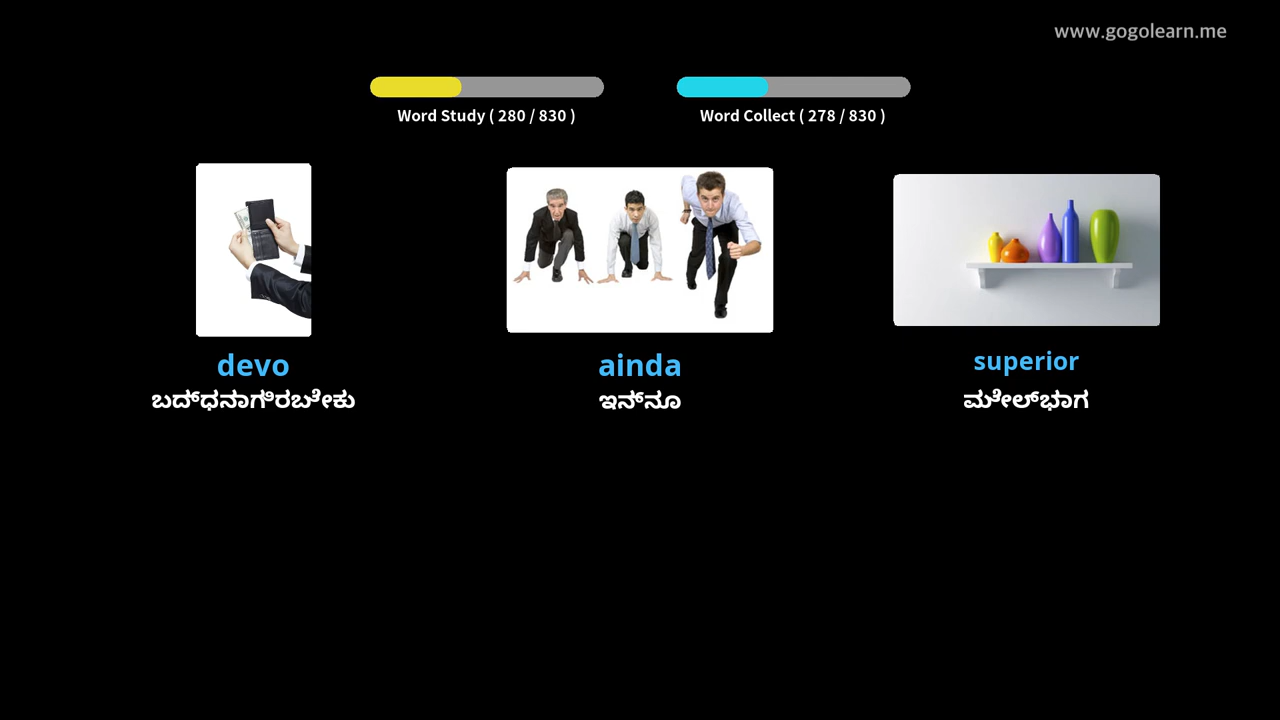 www.gogolearn.me
Word Study ( 280 / 830 )
Word Collect ( 278 / 830 )
devo
ainda
superior
ಬದ್ಧನಾಗಿರಬೇಕು
ಇನ್ನೂ
ಮೇಲ್ಭಾಗ